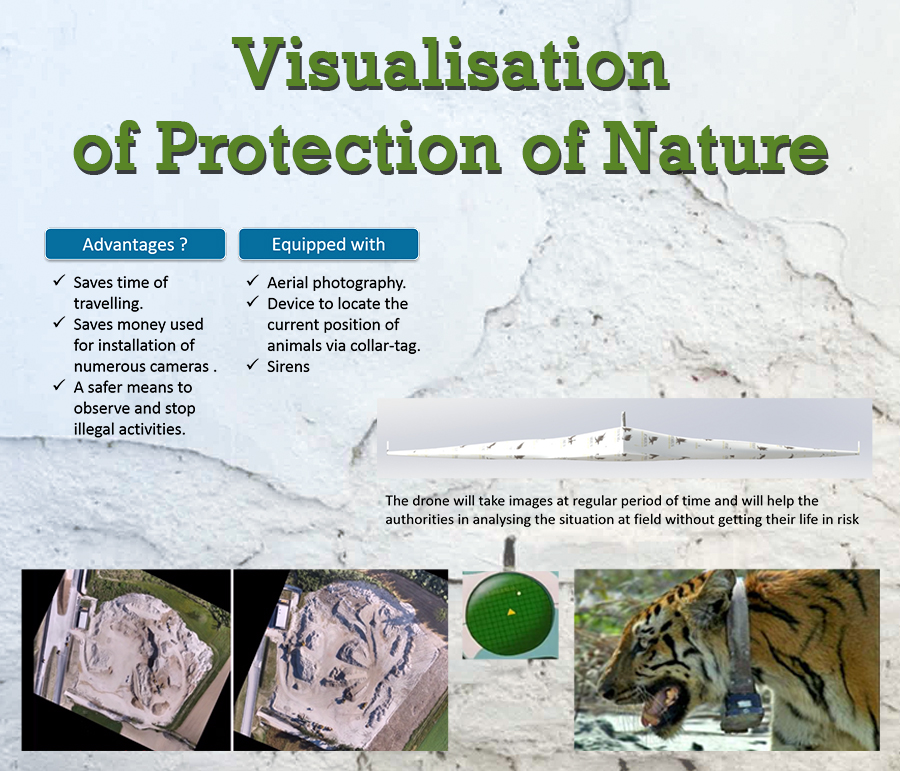 Visualisation
of Protection of Nature
Advantages ?
✓ Saves time of
travelling.
✓ Saves money used
for installation of
numerous cameras .
✓ A safer means to
observe and stop
illegal activities.
Equipped with
✓ Aerial photography.
✓ Device to locate the
current position of
animals via collar-tag.
✓ Sirens
The drone will take images at regular period of time and will help the
authorities in analysing the situation at field without getting their life in risk